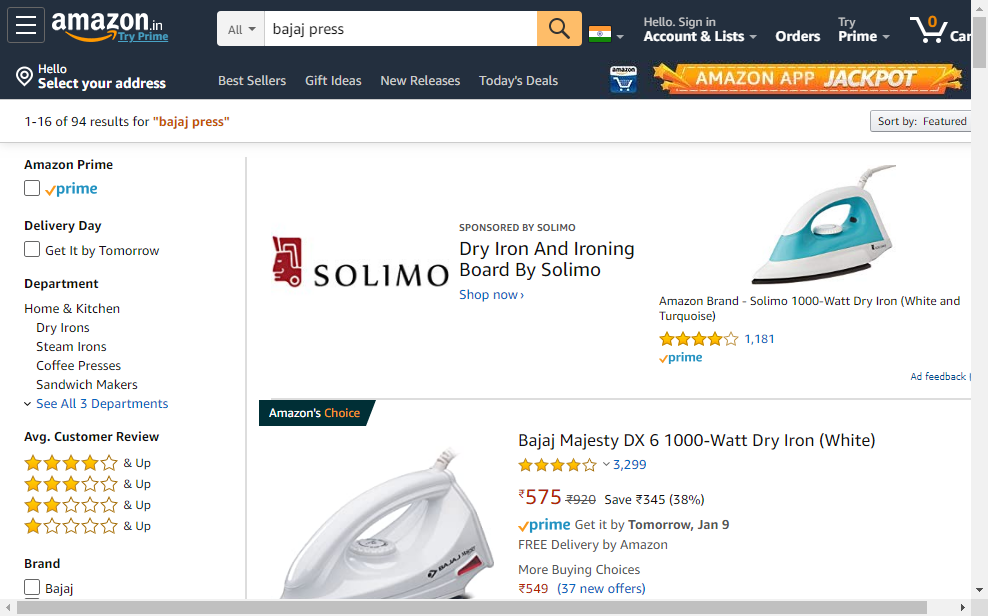 amazon.in
Try Prime
All
bajaj press
Hello. Sign in
Account & Lists
Orders
Try
Prime
0
Car
Hello
Select your address
Best Sellers
Gift Ideas
New Releases
Today's Deals
amazon
AMAZON APP JACKPOT
1-16 of 94 results for "bajaj press"
Sort by: Featured
Amazon Prime
prime
Delivery Day
Get It by Tomorrow
Department
Home & Kitchen
Dry Irons
Steam Irons
Coffee Presses
Sandwich Makers
See All 3 Departments
Avg. Customer Review
& Up
& Up
& Up
& Up
Brand
Bajaj
SOLIMO
SPONSORED BY SOLIMO
Dry Iron And Ironing
Board By Solimo
Shop now ›
Amazon Brand - Solimo 1000-Watt Dry Iron (White and
Turquoise)
1,181
prime
Ad feedback
Amazon's Choice
BAJAJ Majesty
Bajaj Majesty DX 6 1000-Watt Dry Iron (White)
3,299
₹575 ₹920 Save ₹345 (38%)
prime Get it by Tomorrow, Jan 9
FREE Delivery by Amazon
More Buying Choices
₹549 (37 new offers)